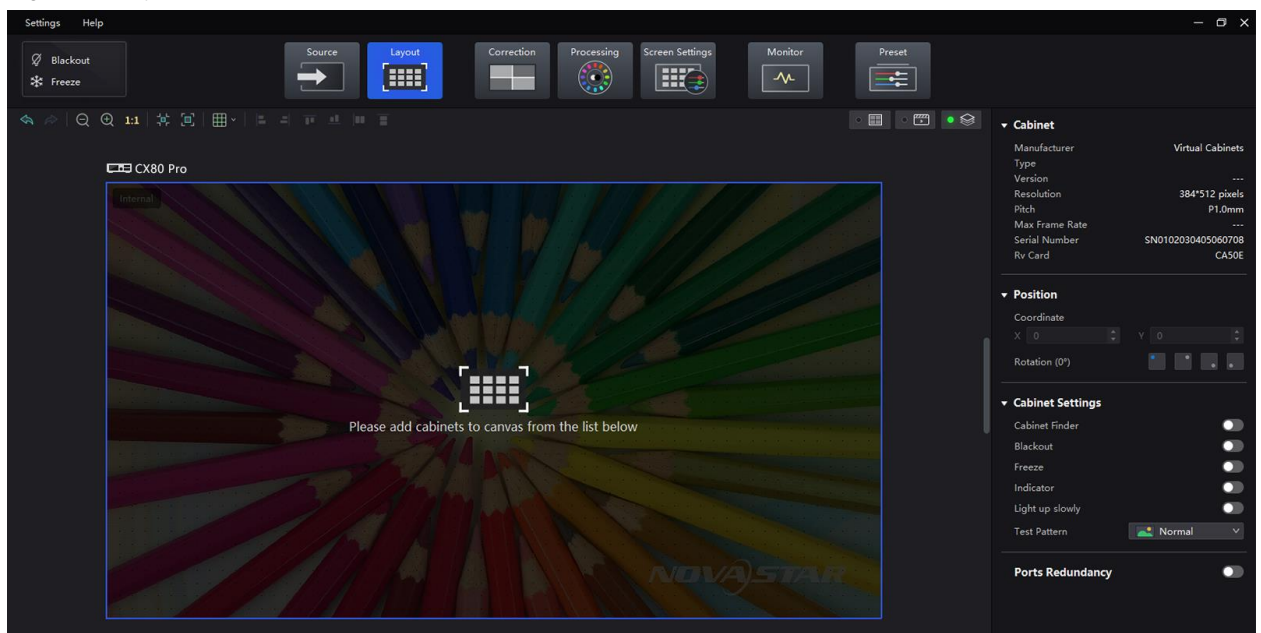 Settings Help
Blackout
Freeze
Source
Layout
Correction
Processing
Screen Settings
Monitor
Preset
1:1
CX80 Pro
Internal
Please add cabinets to canvas from the list below
NOVASTAR
Cabinet
Manufacturer Virtual Cabinets
Type
Version ---
Resolution 384*512 pixels
Pitch P1.0mm
Max Frame Rate ---
Serial Number SN0102030405060708
Rv Card CA50E
Position
Coordinate
X 0 Y 0
Rotation (0°)
Cabinet Settings
Cabinet Finder
Blackout
Freeze
Indicator
Light up slowly
Test Pattern Normal
Ports Redundancy